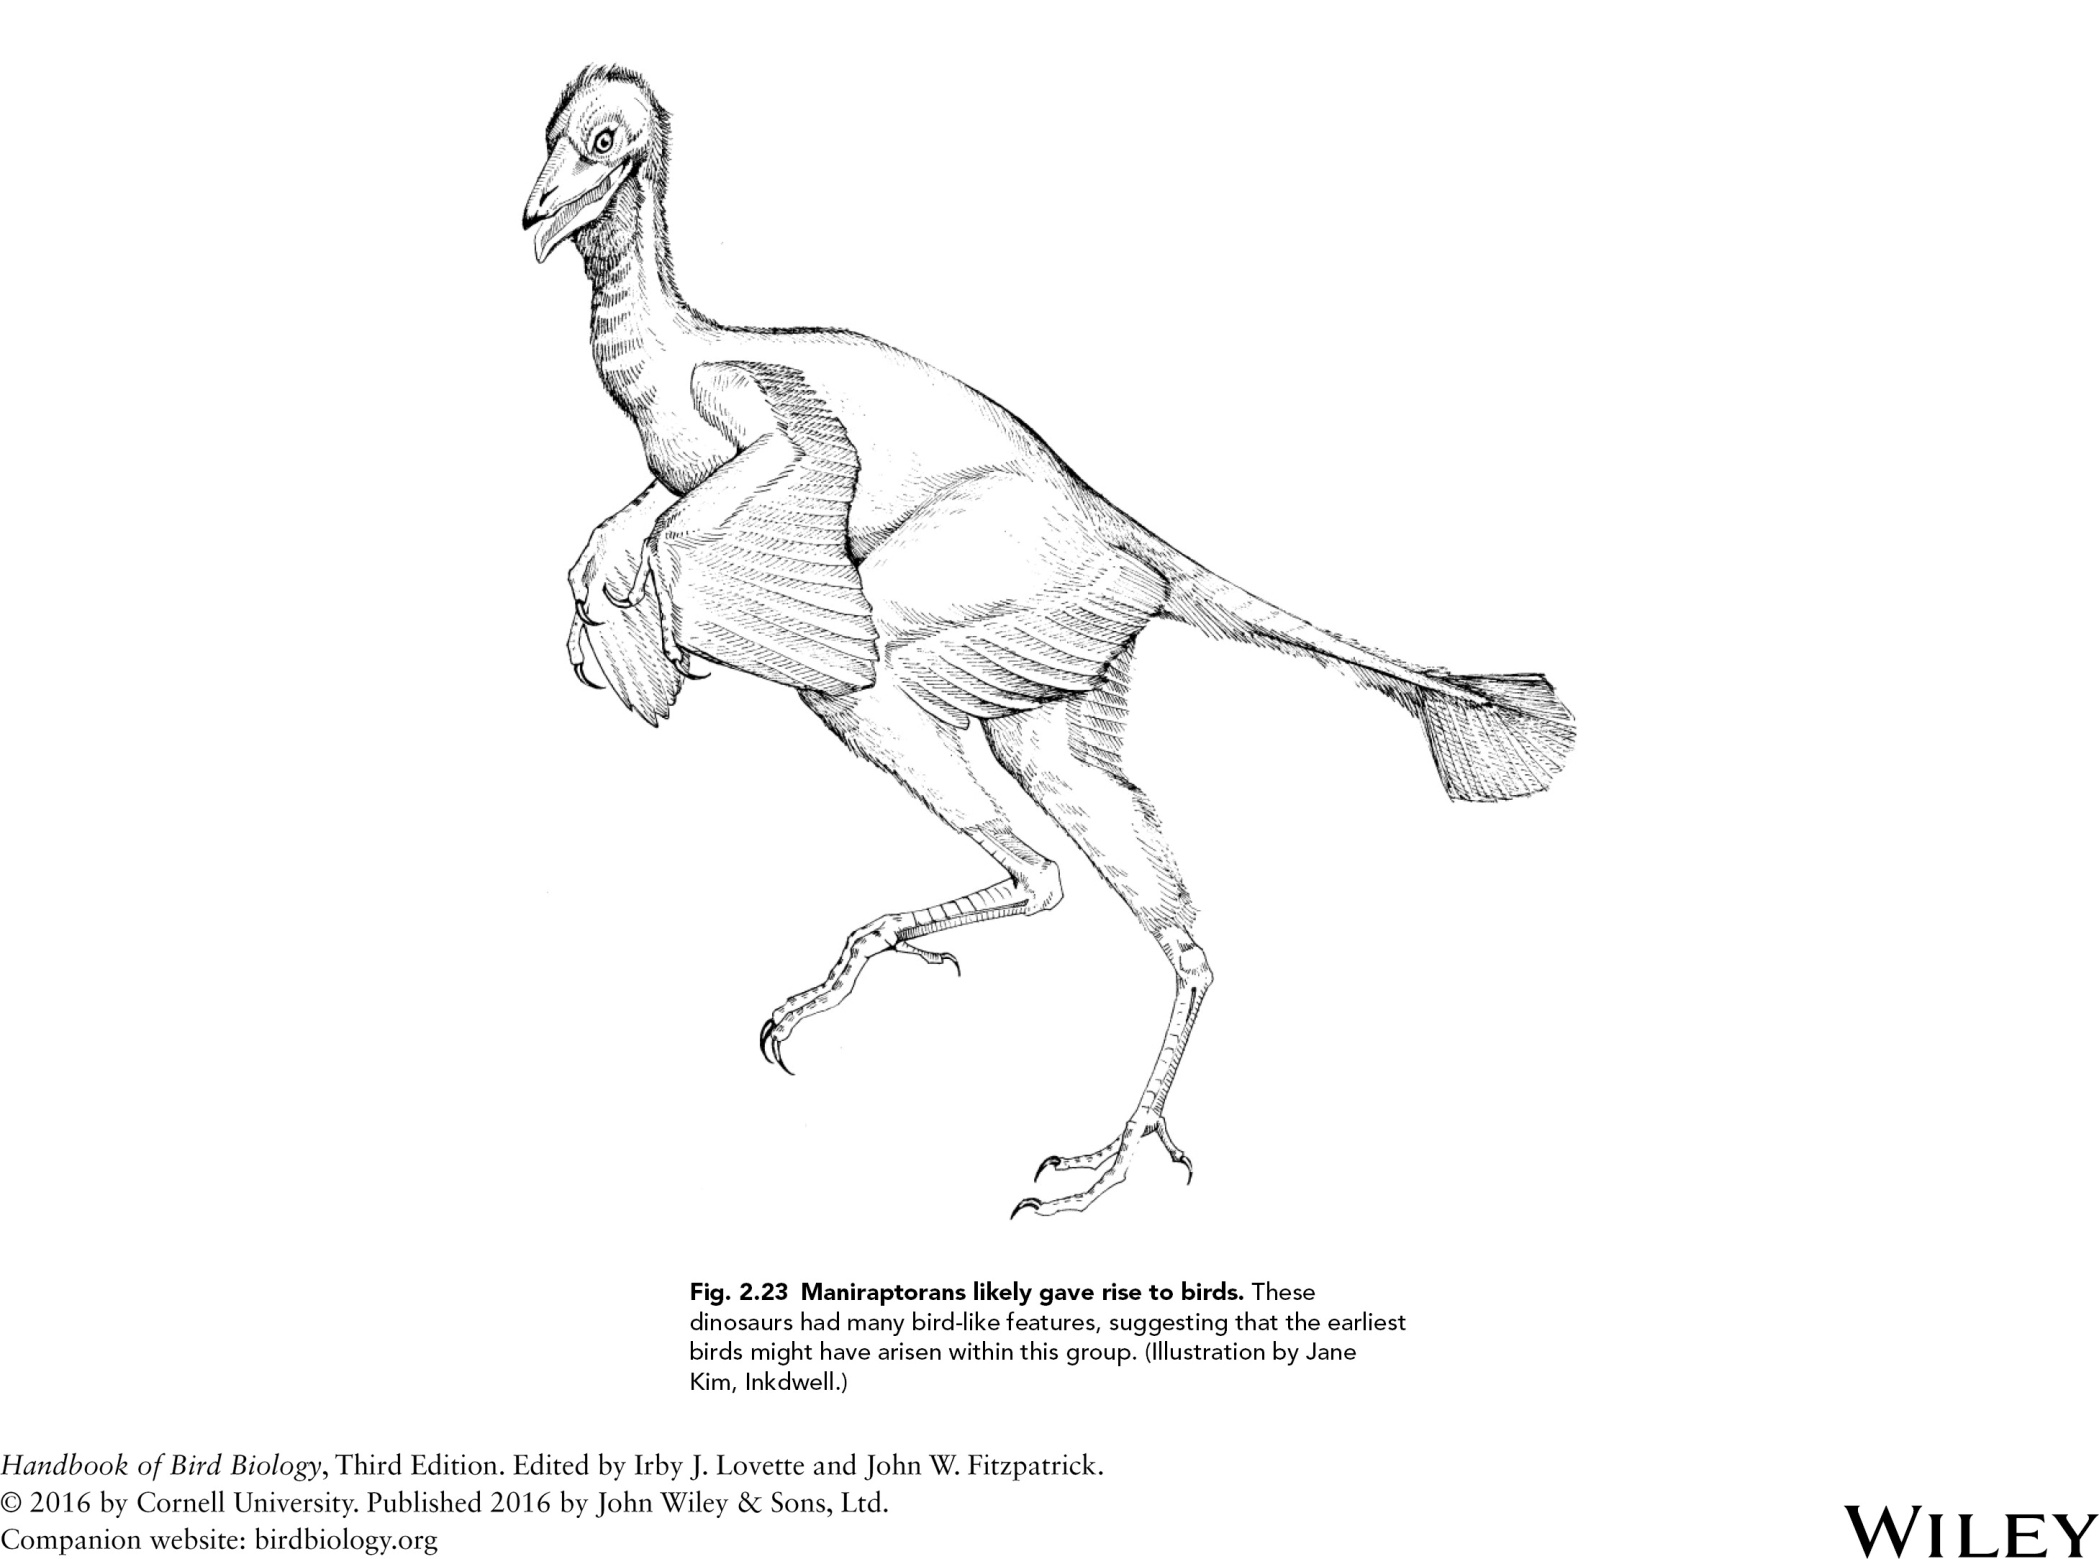 Fig. 2.23 Maniraptorans likely gave rise to birds. These
dinosaurs had many bird-like features, suggesting that the earliest
birds might have arisen within this group. (Illustration by Jane
Kim, Inkdwell.)
Handbook of Bird Biology, Third Edition. Edited by Irby J. Lovette and John W. Fitzpatrick.
© 2016 by Cornell University. Published 2016 by John Wiley & Sons, Ltd.
Companion website: birdbiology.org
WILEY